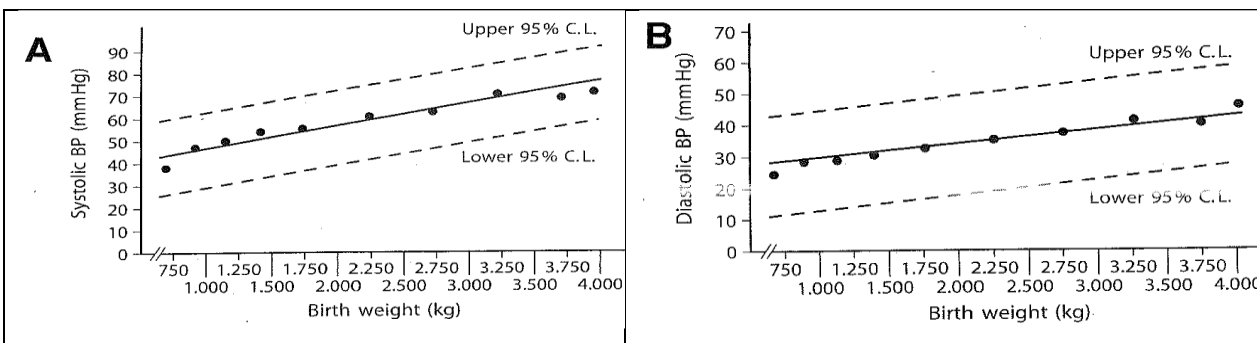 A
Systolic BP (mmHg)
90
80
70
60
50
40
30
20
10
0
Upper 95% C.L.
Lower 95% C.L.
750 1.250 1.750 2.250 2.750 3.250 3.750
1.000 1.500 2.000 2.500 3.000 3.500 4.000
Birth weight (kg)
B
Diastolic BP (mmHg)
70
60
50
40
30
20
10
0
Upper 95% C.L.
Lower 95% C.L.
750 1.250 1.750 2.250 2.750 3.250 3.750
1.000 1.500 2.000 2.500 3.000 3.500 4.000
Birth weight (kg)